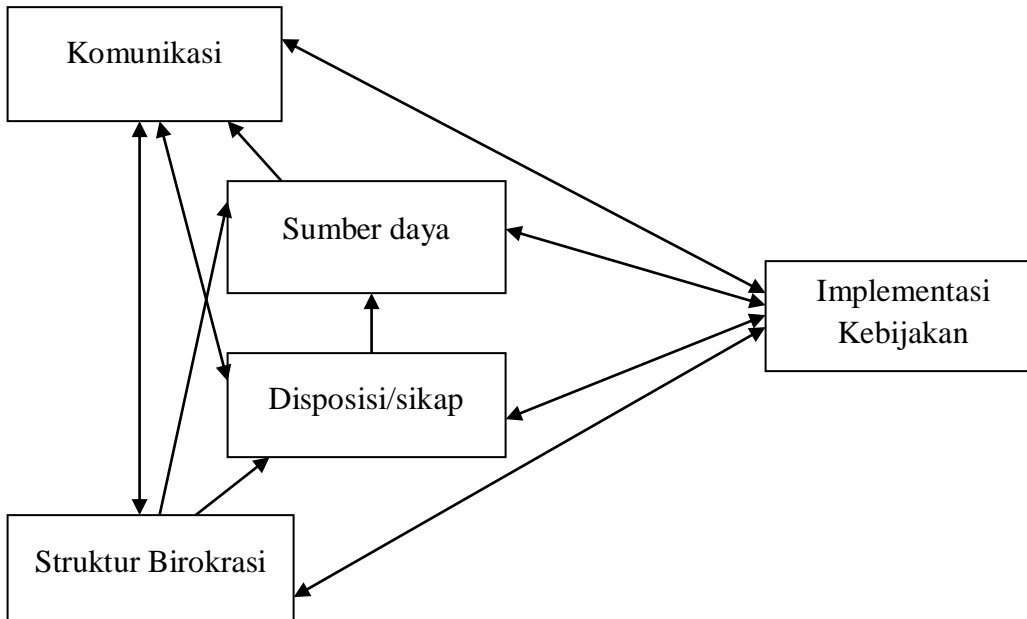 Komunikasi
Sumber daya
Implementasi
Kebijakan
Disposisi/sikap
Struktur Birokrasi